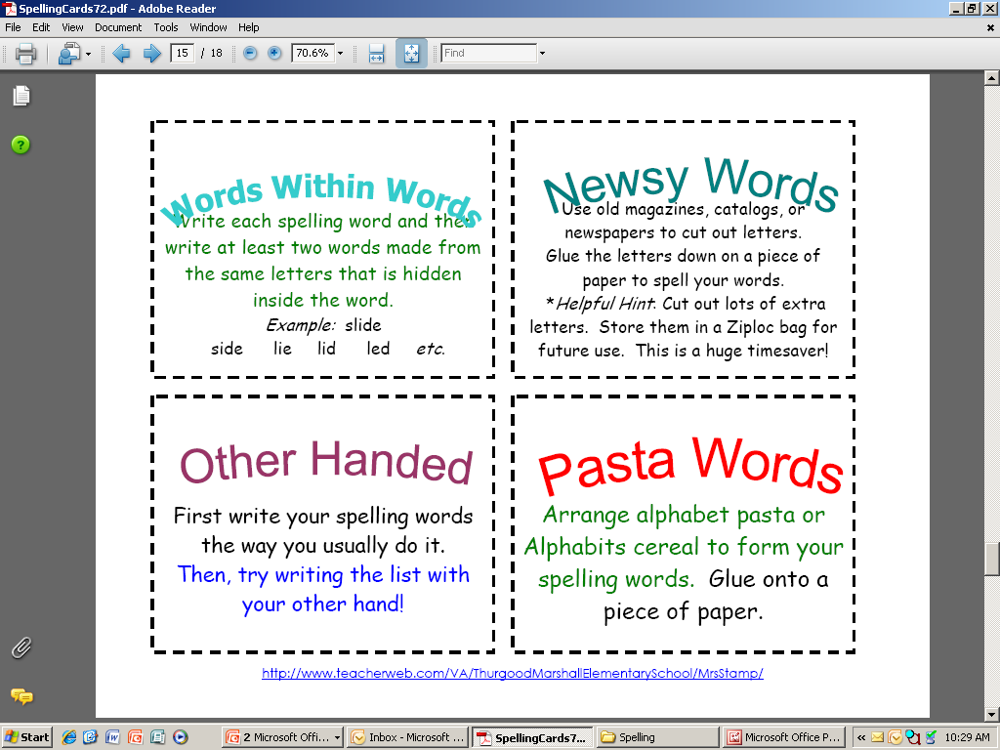 SpellingCards72.pdf - Adobe Reader
File Edit View Document Tools Window Help
15 / 18 70.6% Find
Words Within Words
Write each spelling word and then
write at least two words made from
the same letters that is hidden
inside the word.
Example: slide
side lie lid led etc.
Newsy Words
Use old magazines, catalogs, or
newspapers to cut out letters.
Glue the letters down on a piece of
paper to spell your words.
*Helpful Hint: Cut out lots of extra
letters. Store them in a Ziploc bag for
future use. This is a huge timesaver!
Other Handed
First write your spelling words
the way you usually do it.
Then, try writing the list with
your other hand!
Pasta Words
Arrange alphabet pasta or
Alphabits cereal to form your
spelling words. Glue onto a
piece of paper.
http://www.teacherweb.com/VA/ThurgoodMarshallElementarySchool/MrsStamp/
Start 2 Microsoft Offi... Inbox - Microsoft ... SpellingCards7... Spelling Microsoft Office P... « 10:29 AM